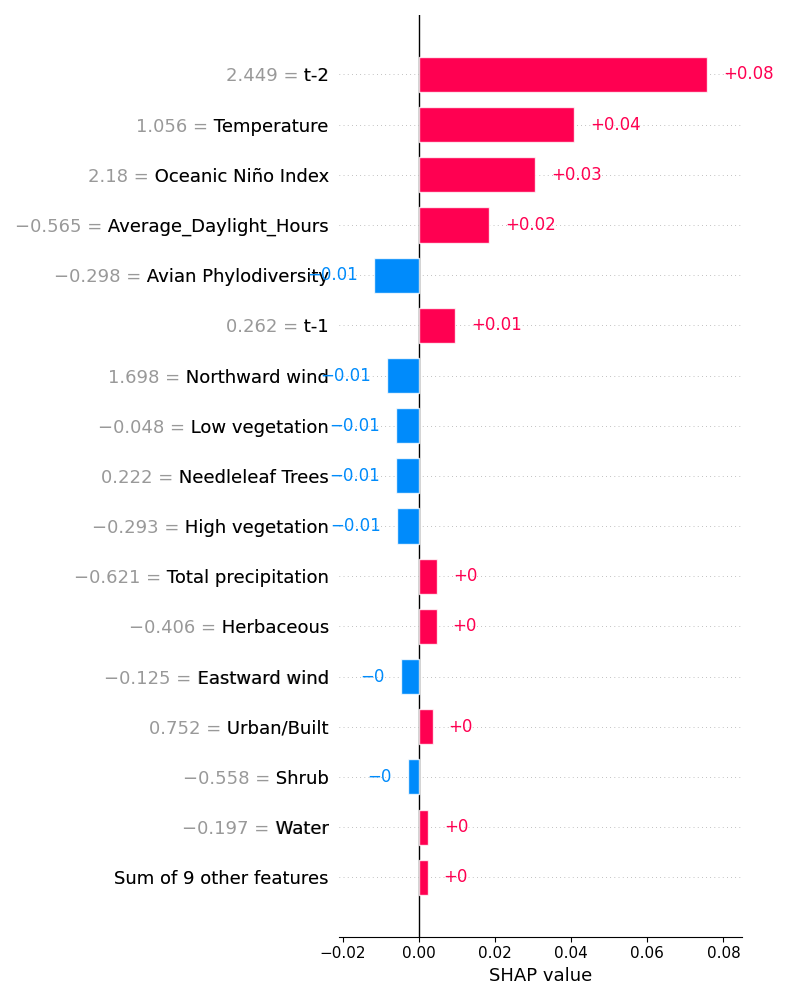 2.449 = t-2 +0.08
1.056 = Temperature +0.04
2.18 = Oceanic Niño Index +0.03
−0.565 = Average_Daylight_Hours +0.02
−0.298 = Avian Phylodiversity −0.01
0.262 = t-1 +0.01
1.698 = Northward wind −0.01
−0.048 = Low vegetation −0.01
0.222 = Needleleaf Trees −0.01
−0.293 = High vegetation −0.01
−0.621 = Total precipitation +0
−0.406 = Herbaceous +0
−0.125 = Eastward wind −0
0.752 = Urban/Built +0
−0.558 = Shrub −0
−0.197 = Water +0
Sum of 9 other features +0
−0.02 0.00 0.02 0.04 0.06 0.08
SHAP value